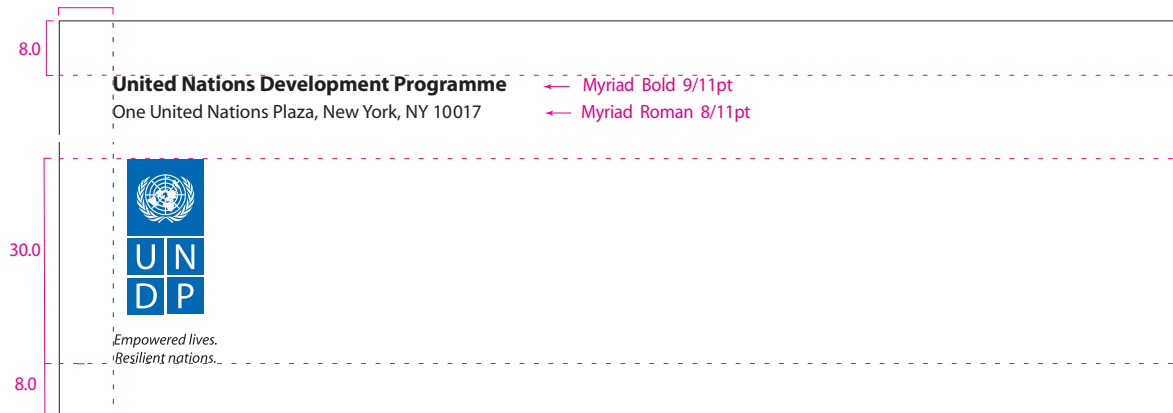 8.0
United Nations Development Programme Myriad Bold 9/11pt
One United Nations Plaza, New York, NY 10017 Myriad Roman 8/11pt
30.0
U N
D P
Empowered lives.
Resilient nations.
8.0